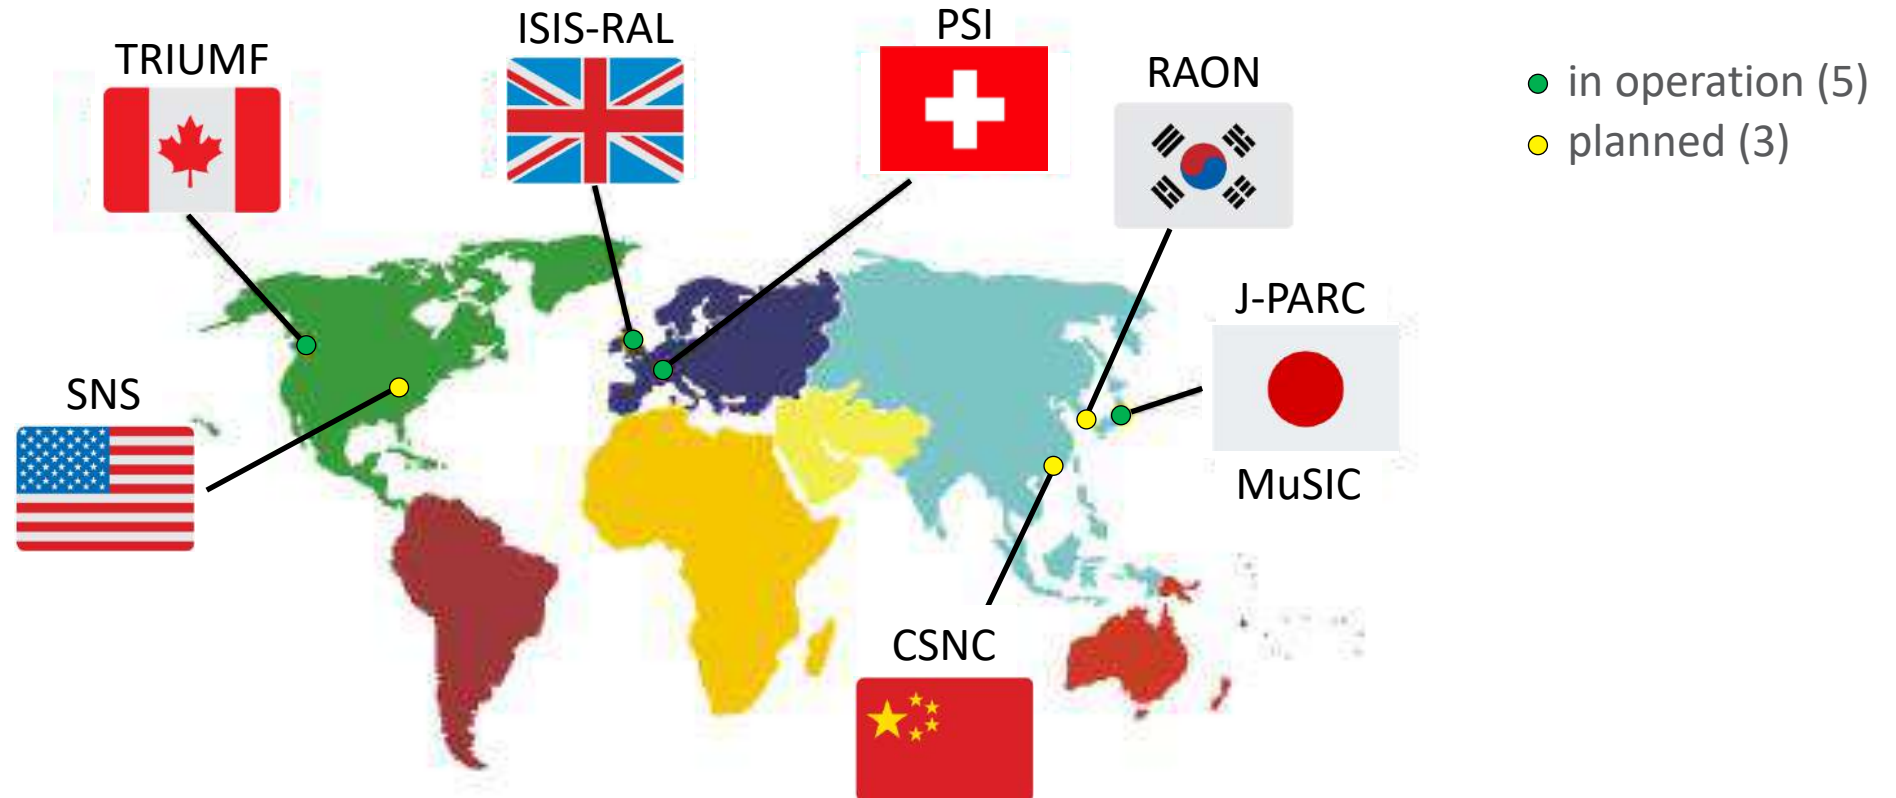 TRIUMF
ISIS-RAL
PSI
RAON
in operation (5)
planned (3)
J-PARC
SNS
MuSIC
CSNC